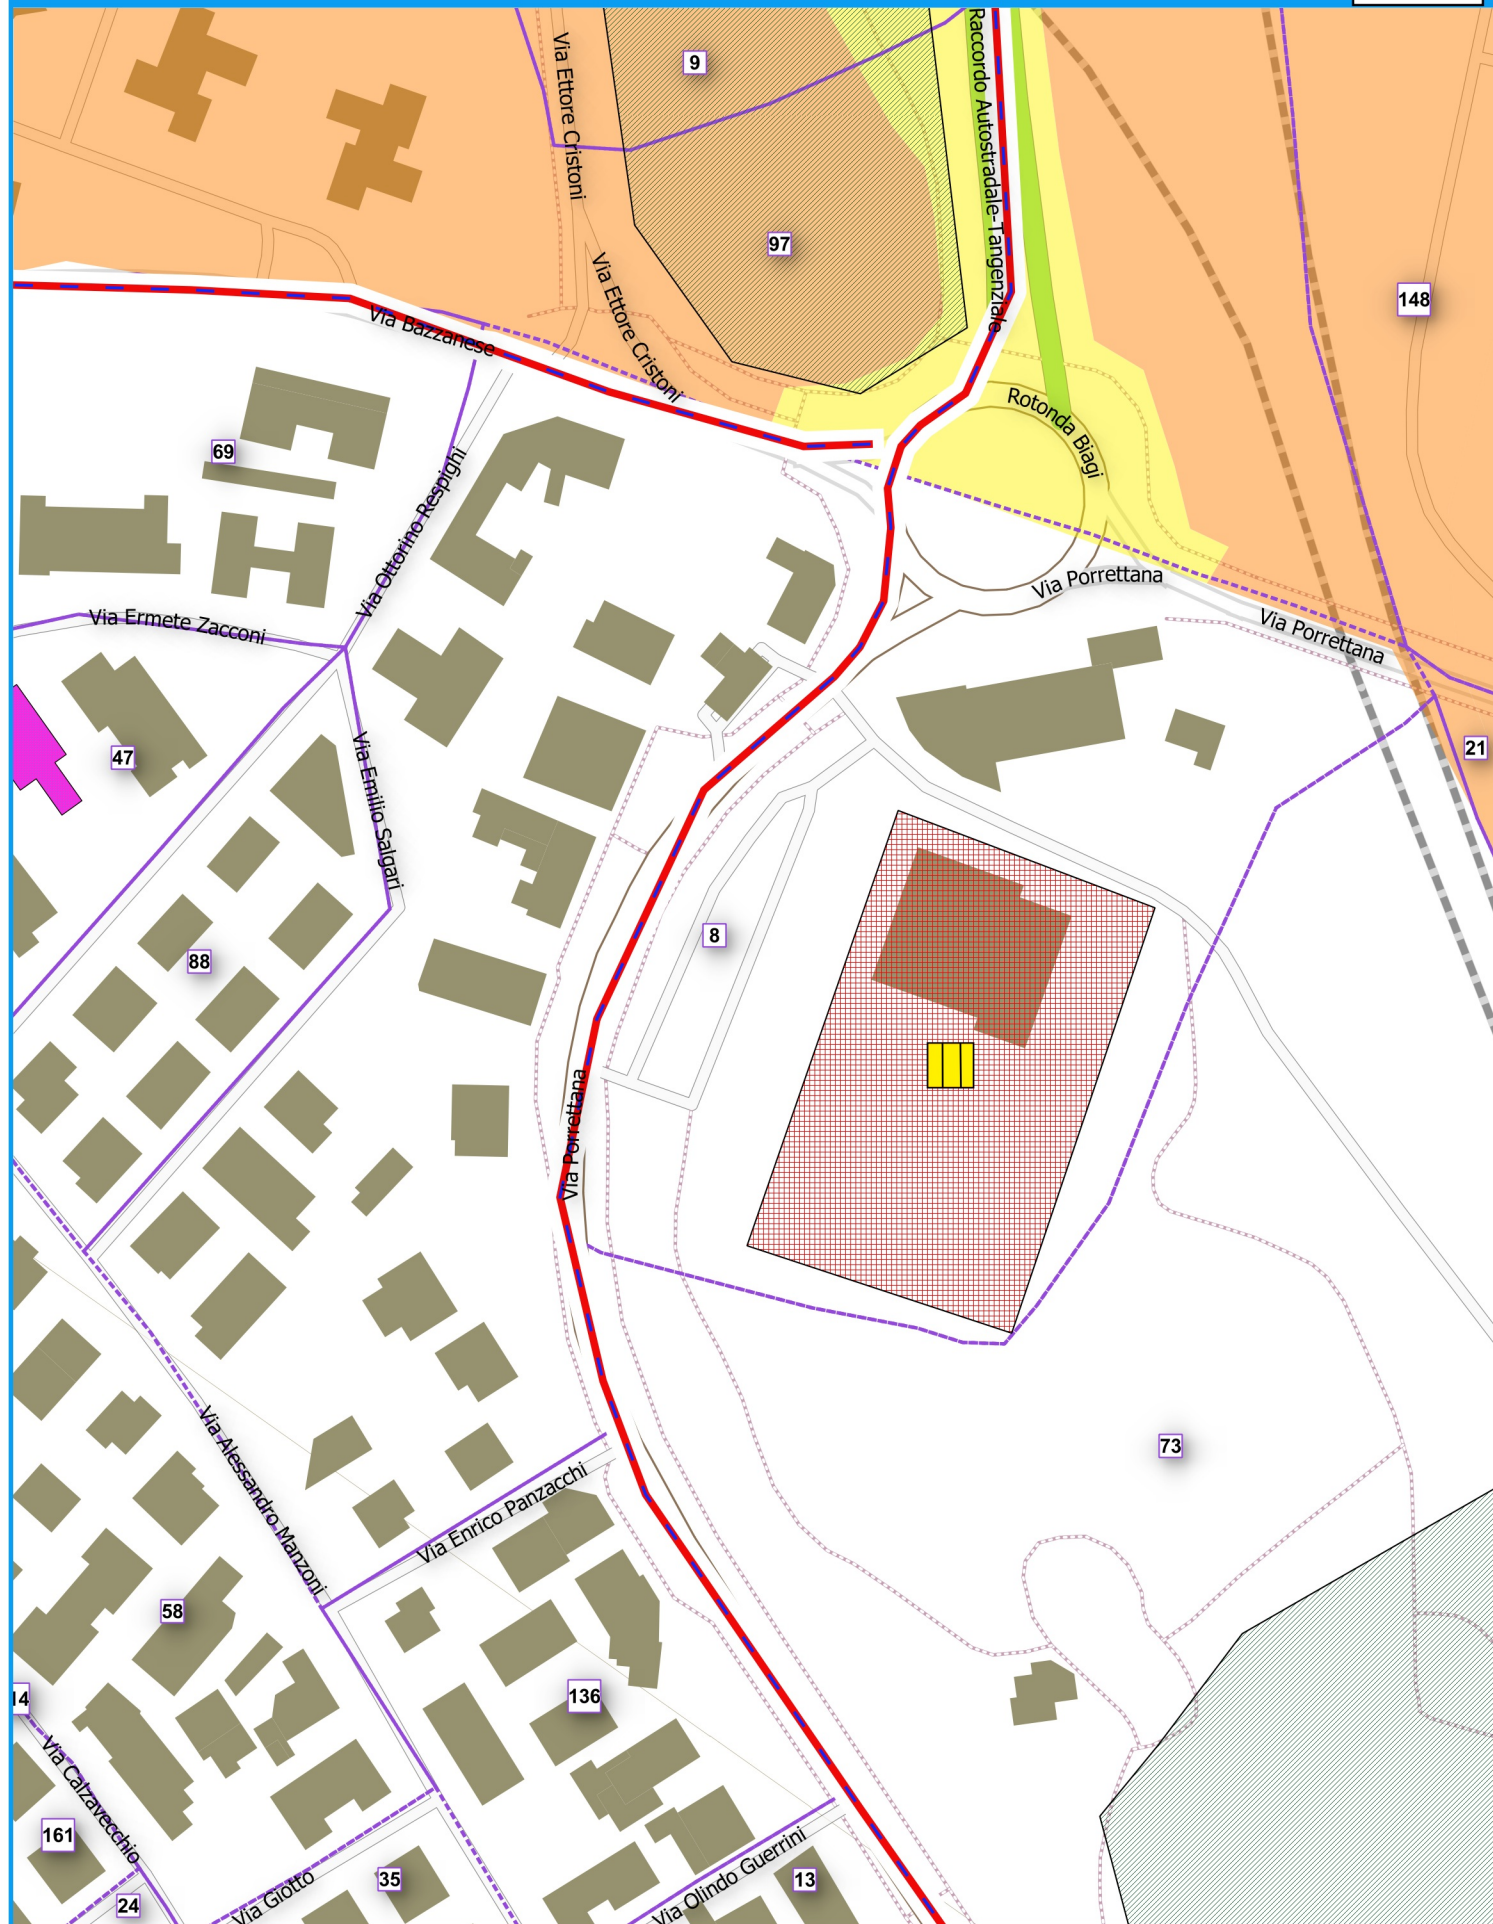 9
Via Ettore Cristoni
Raccordo Autostradale-Tangenziale
97
148
Via Ettore Cristoni
Via Bazzanese
Rotonda Biagi
69
Via Ottorino Respighi
Via Porrettana
Via Ermete Zacconi
Via Porrettana
47
21
Via Emilio Salgari
8
88
Via Porrettana
73
Via Alessandro Manzoni
Via Enrico Panzacchi
58
14
136
Via Calzavecchio
161
35
13
24
Via Giotto
Via Olindo Guerrini